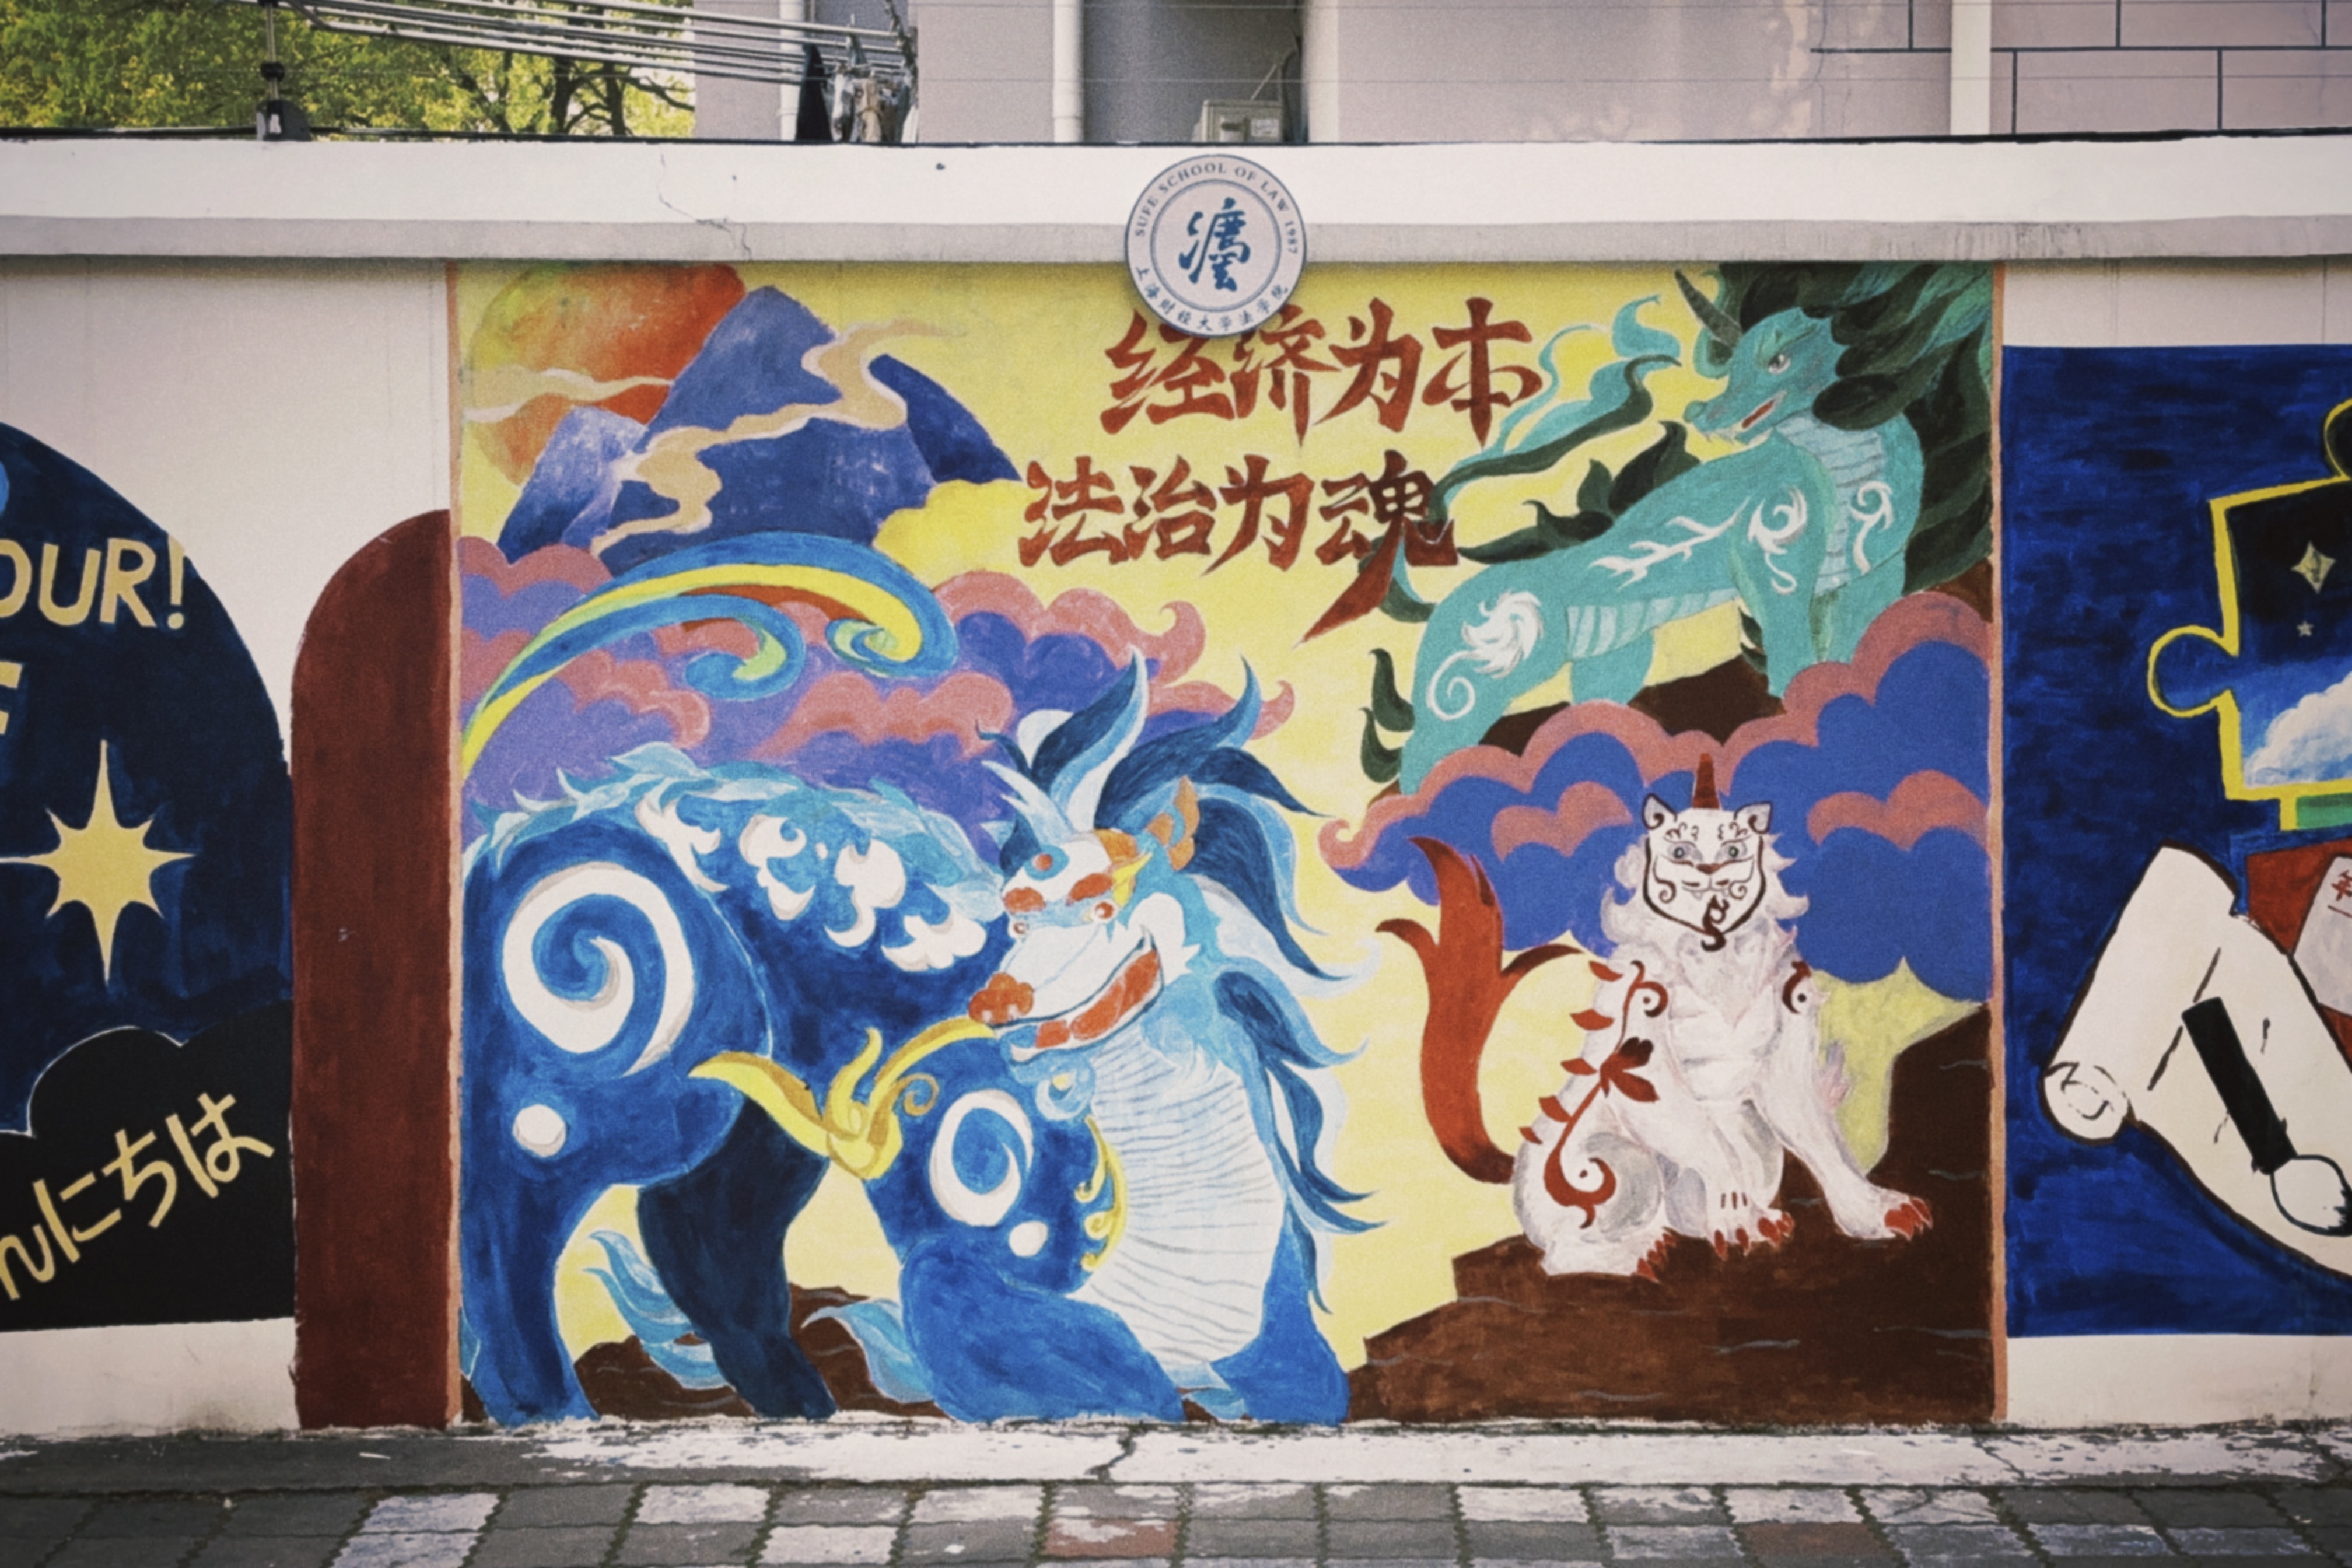 SUFE SCHOOL OF LAW 1987
灋
上海财经大学法学院
经济为本
法治为魂
OUR!
んにちは